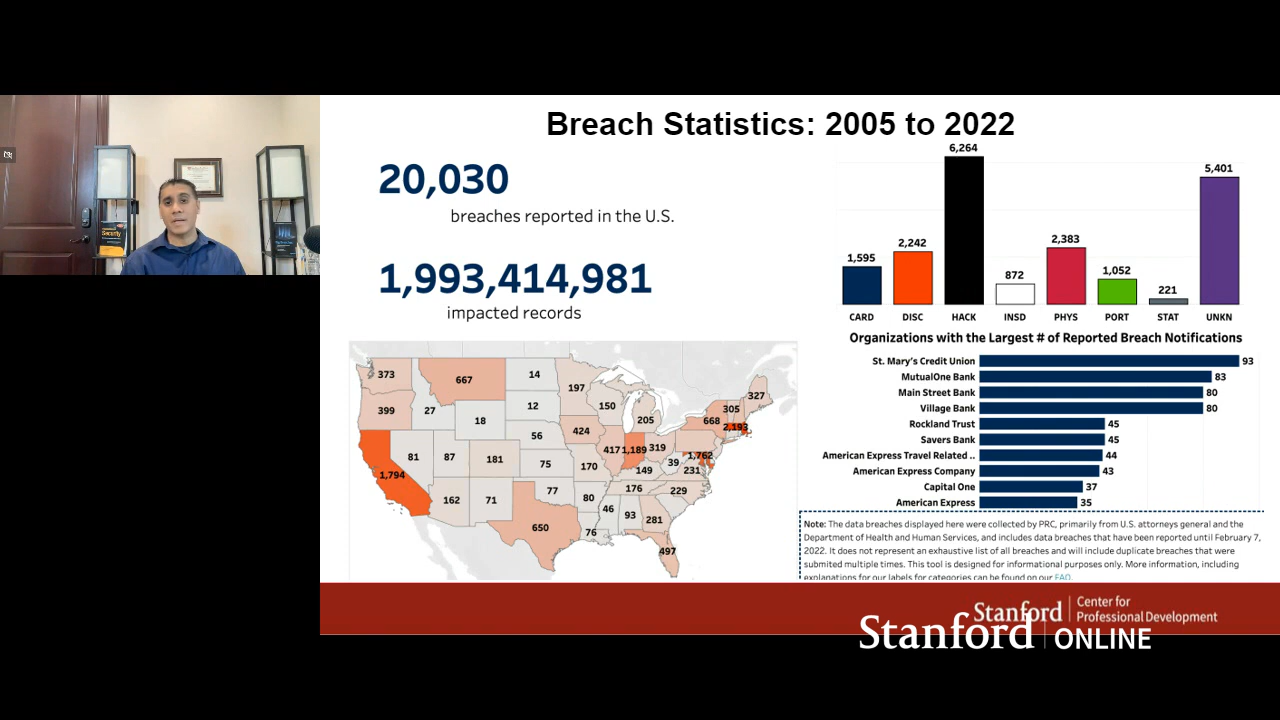 Breach Statistics: 2005 to 2022
20,030
breaches reported in the U.S.
1,993,414,981
impacted records
373
667
14
197
150
205
305
327
399
27
18
12
668
2,193
81
87
56
424
417
1,189
319
1,762
1,794
181
75
170
149
39
231
162
71
77
80
176
229
650
76
46
93
281
497
6,264
5,401
2,383
2,242
1,595
1,052
872
221
CARD DISC HACK INSD PHYS PORT STAT UNKN
Organizations with the Largest # of Reported Breach Notifications
St. Mary's Credit Union 93
MutualOne Bank 83
Main Street Bank 80
Village Bank 80
Rockland Trust 45
Savers Bank 45
American Express Travel Related .. 44
American Express Company 43
Capital One 37
American Express 35
Note: The data breaches displayed here were collected by PRC, primarily from U.S. attorneys general and the
Department of Health and Human Services, and includes data breaches that have been reported until February 7,
2022. It does not represent an exhaustive list of all breaches and will include duplicate breaches that were
submitted multiple times. This tool is designed for informational purposes only. More information, including
explanations for our labels for categories can be found on our FAQ.
Stanford Center for
Professional Development
Stanford ONLINE
Security